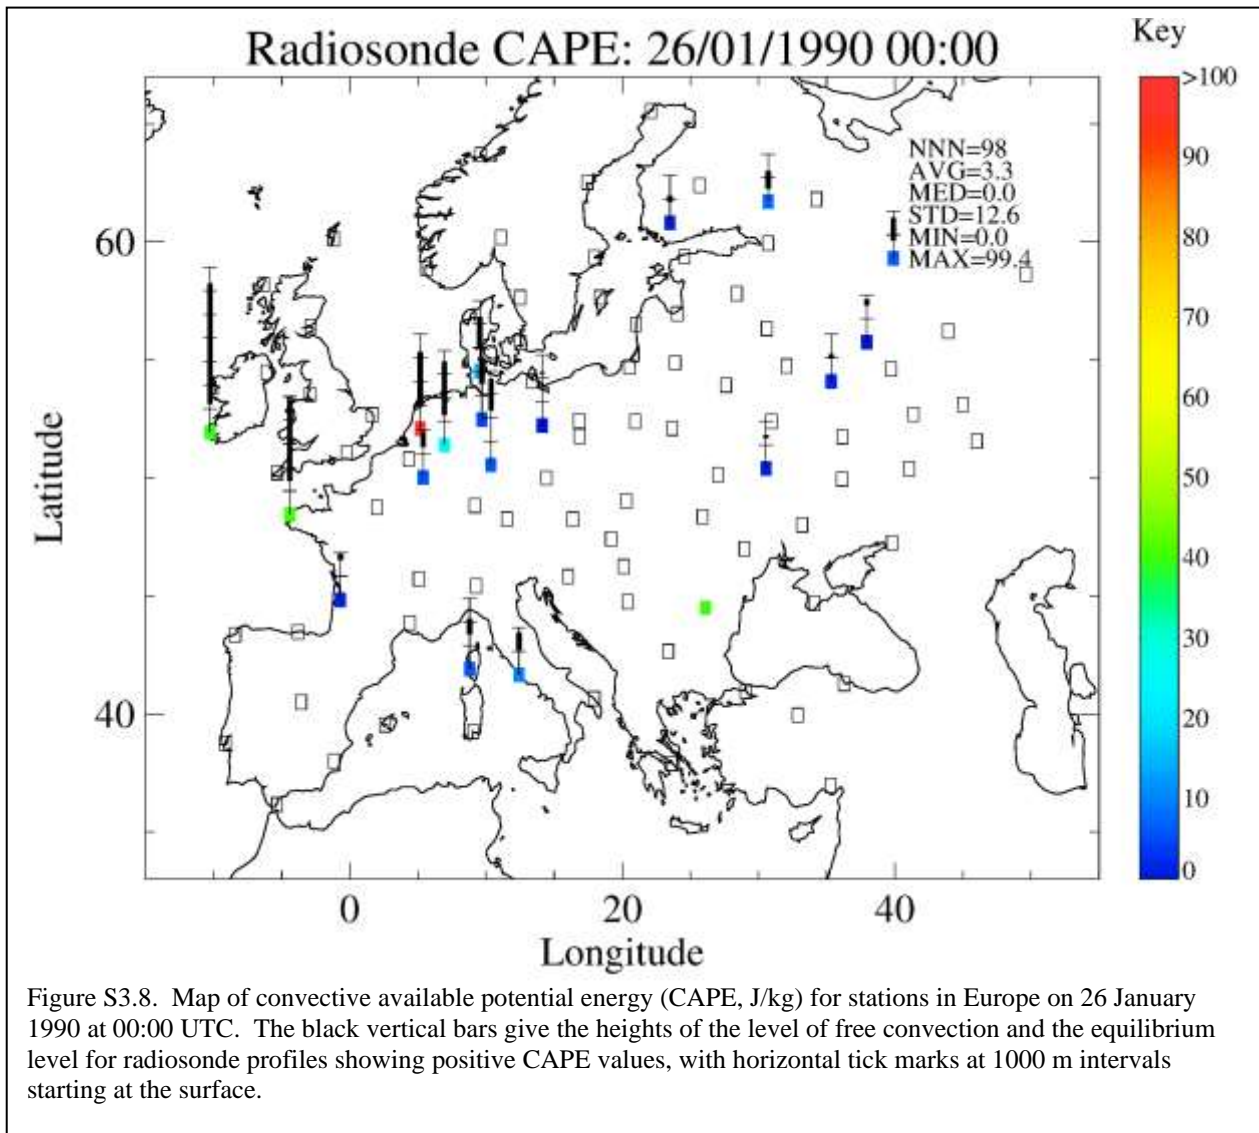 Radiosonde CAPE: 26/01/1990 00:00
Key
>100
90
80
70
60
50
40
30
20
10
0
NNN=98
AVG=3.3
MED=0.0
STD=12.6
MIN=0.0
MAX=99.4
60
40
Latitude
0 20 40
Longitude
Figure S3.8. Map of convective available potential energy (CAPE, J/kg) for stations in Europe on 26 January
1990 at 00:00 UTC. The black vertical bars give the heights of the level of free convection and the equilibrium
level for radiosonde profiles showing positive CAPE values, with horizontal tick marks at 1000 m intervals
starting at the surface.